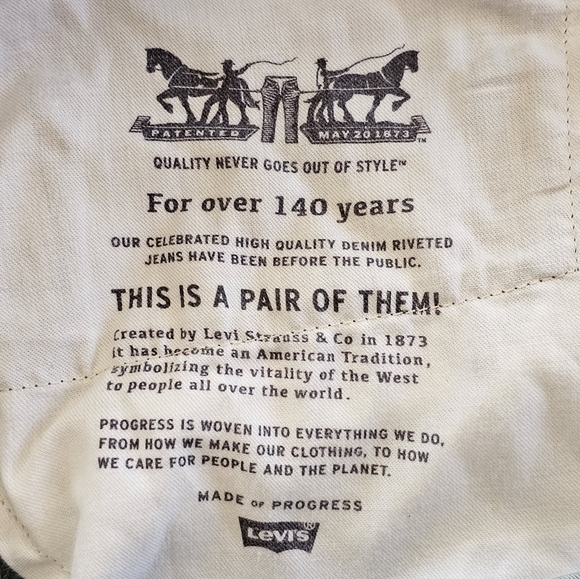 PATENTED MAY 20 1873 ™
QUALITY NEVER GOES OUT OF STYLE™
For over 140 years
OUR CELEBRATED HIGH QUALITY DENIM RIVETED
JEANS HAVE BEEN BEFORE THE PUBLIC.
THIS IS A PAIR OF THEM!
Created by Levi Strauss & Co in 1873
it has become an American Tradition,
symbolizing the vitality of the West
to people all over the world.
PROGRESS IS WOVEN INTO EVERYTHING WE DO,
FROM HOW WE MAKE OUR CLOTHING, TO HOW
WE CARE FOR PEOPLE AND THE PLANET.
MADE OF PROGRESS
Levi's ®